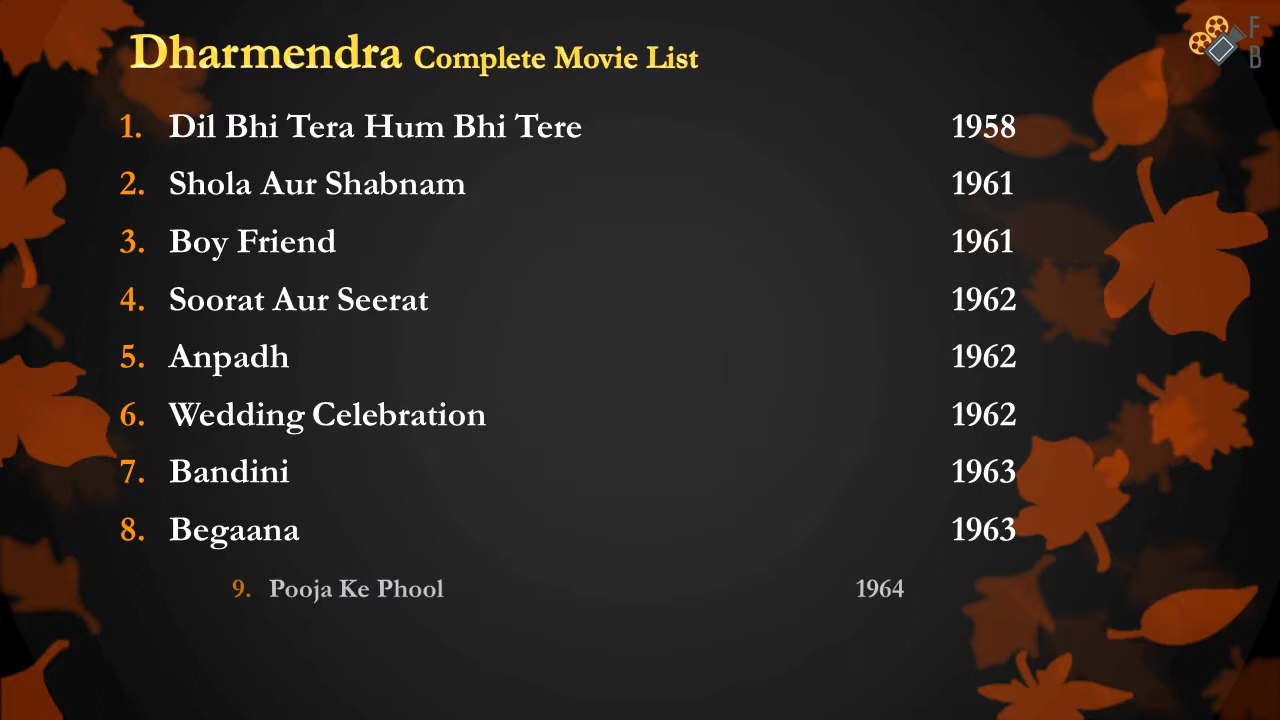 Dharmendra Complete Movie List
F
B
1. Dil Bhi Tera Hum Bhi Tere 1958
2. Shola Aur Shabnam 1961
3. Boy Friend 1961
4. Soorat Aur Seerat 1962
5. Anpadh 1962
6. Wedding Celebration 1962
7. Bandini 1963
8. Begaana 1963
9. Pooja Ke Phool 1964